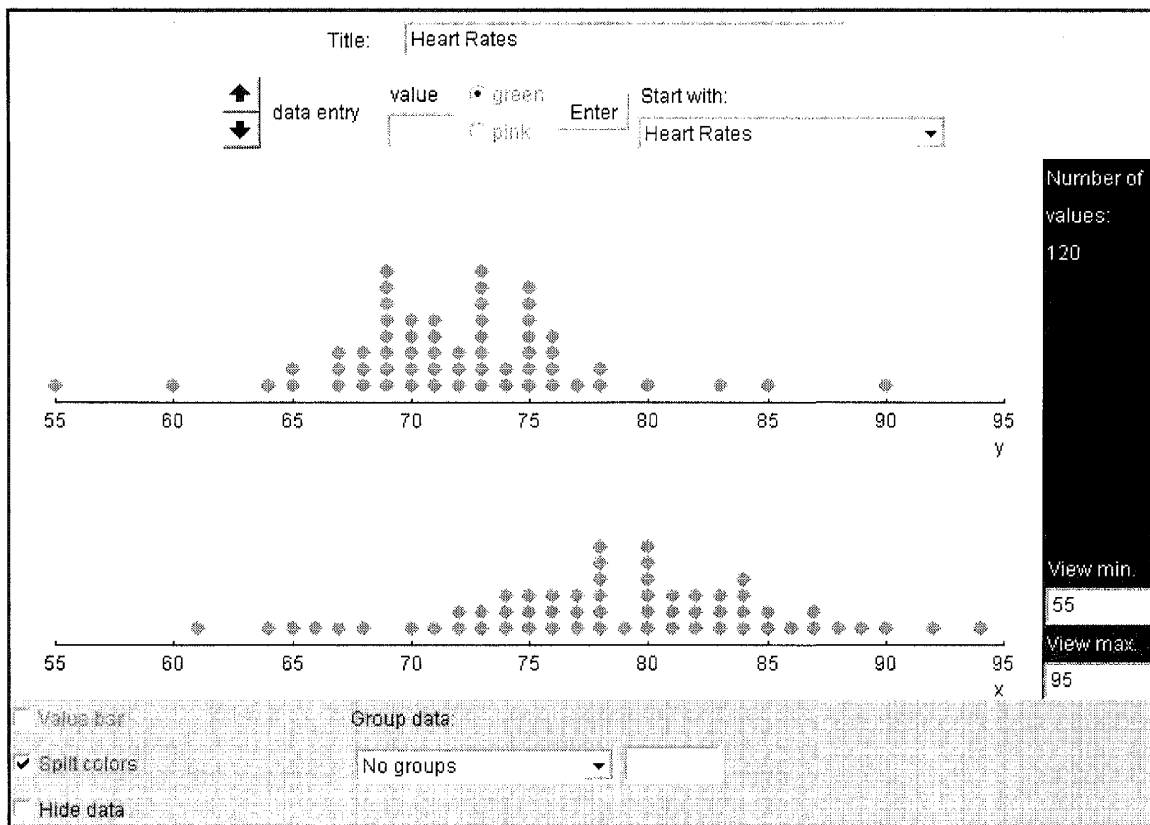 Title: Heart Rates
data entry
value green Enter Start with:
pink Heart Rates
Number of
values:
120
55 60 65 70 75 80 85 90 95
y
View min.
55
55 60 65 70 75 80 85 90 95
x
View max.
95
Value bar Group data:
Split colors No groups
Hide data